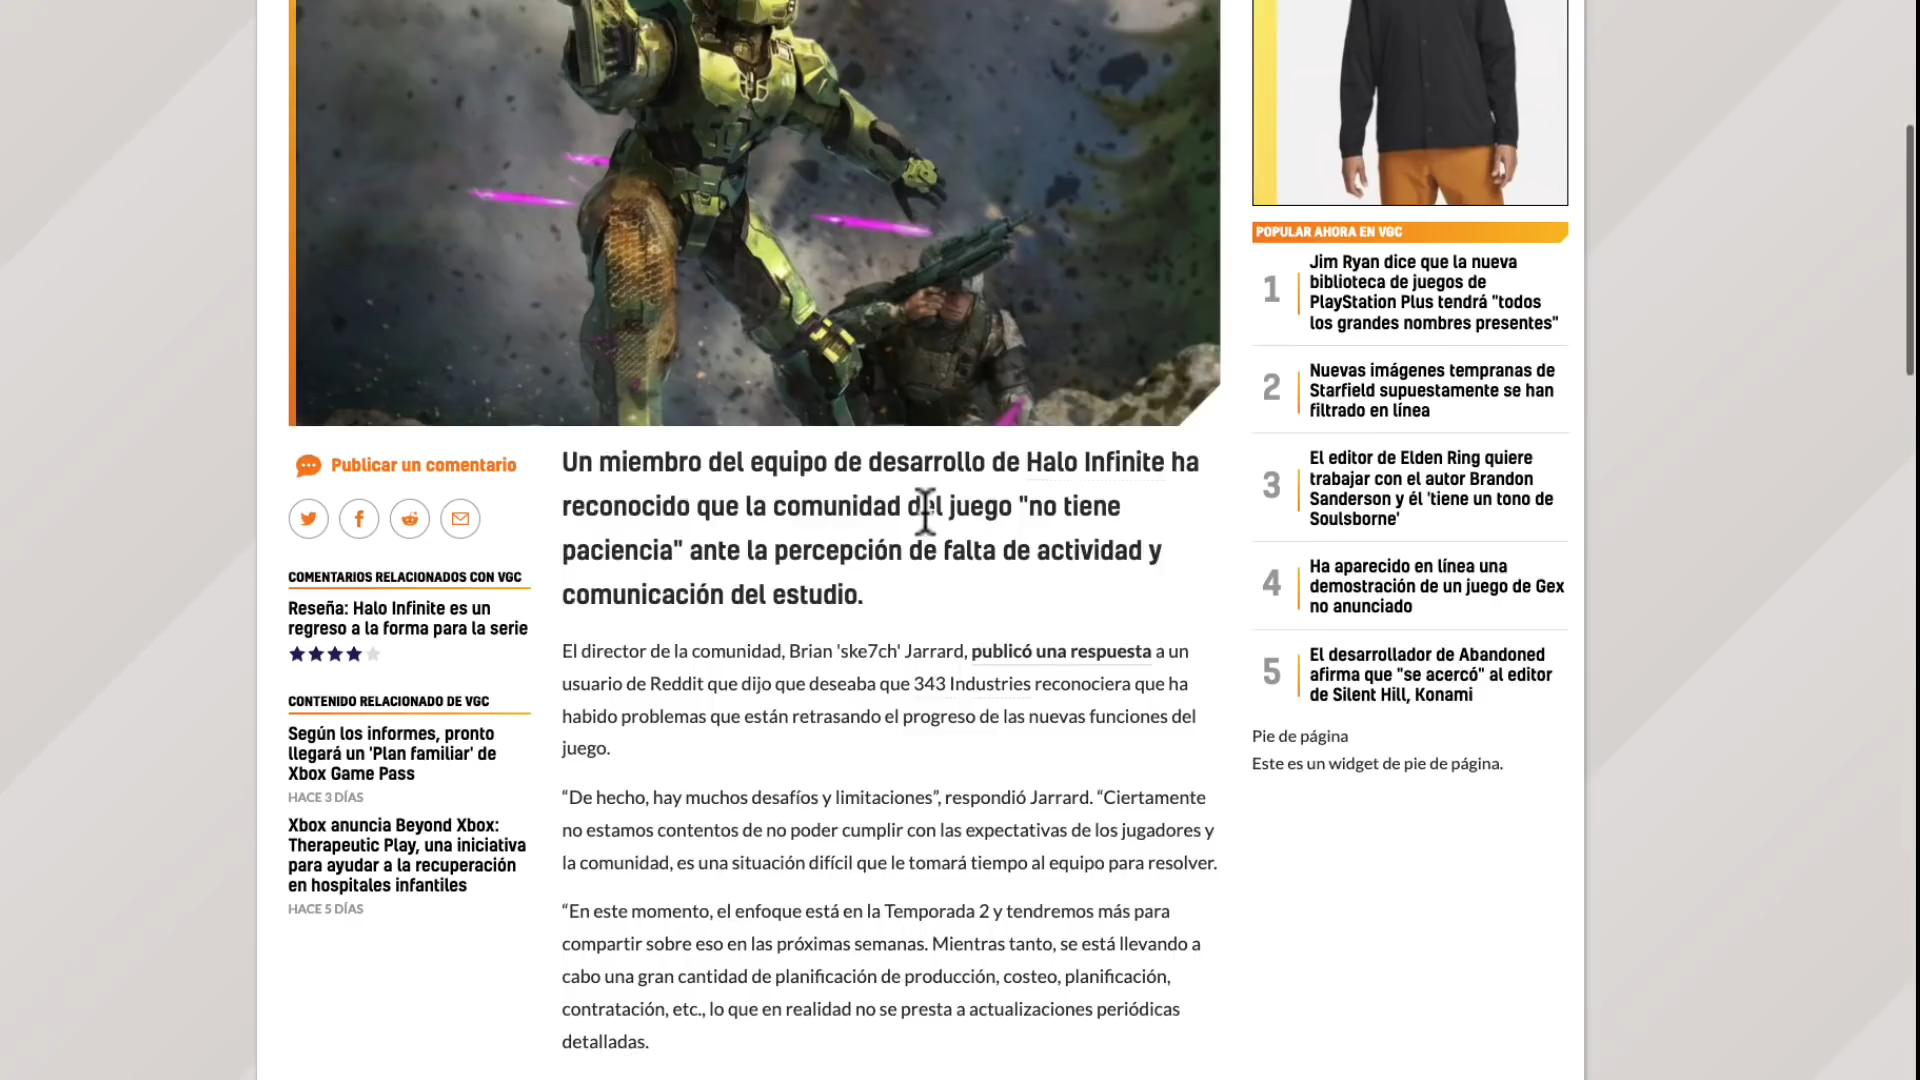 Publicar un comentario
COMENTARIOS RELACIONADOS CON VGC
Reseña: Halo Infinite es un
regreso a la forma para la serie
CONTENIDO RELACIONADO DE VGC
Según los informes, pronto
llegará un 'Plan familiar' de
Xbox Game Pass
HACE 3 DÍAS
Xbox anuncia Beyond Xbox:
Therapeutic Play, una iniciativa
para ayudar a la recuperación
en hospitales infantiles
HACE 5 DÍAS
Un miembro del equipo de desarrollo de Halo Infinite ha
reconocido que la comunidad del juego "no tiene
paciencia" ante la percepción de falta de actividad y
comunicación del estudio.
El director de la comunidad, Brian 'ske7ch' Jarrard, publicó una respuesta a un
usuario de Reddit que dijo que deseaba que 343 Industries reconociera que ha
habido problemas que están retrasando el progreso de las nuevas funciones del
juego.
“De hecho, hay muchos desafíos y limitaciones”, respondió Jarrard. “Ciertamente
no estamos contentos de no poder cumplir con las expectativas de los jugadores y
la comunidad, es una situación difícil que le tomará tiempo al equipo para resolver.
“En este momento, el enfoque está en la Temporada 2 y tendremos más para
compartir sobre eso en las próximas semanas. Mientras tanto, se está llevando a
cabo una gran cantidad de planificación de producción, costeo, planificación,
contratación, etc., lo que en realidad no se presta a actualizaciones periódicas
detalladas.
POPULAR AHORA EN VGC
1
Jim Ryan dice que la nueva
biblioteca de juegos de
PlayStation Plus tendrá "todos
los grandes nombres presentes"
2
Nuevas imágenes tempranas de
Starfield supuestamente se han
filtrado en línea
3
El editor de Elden Ring quiere
trabajar con el autor Brandon
Sanderson y él 'tiene un tono de
Soulsborne'
4
Ha aparecido en línea una
demostración de un juego de Gex
no anunciado
5
El desarrollador de Abandoned
afirma que "se acercó" al editor
de Silent Hill, Konami
Pie de página
Este es un widget de pie de página.